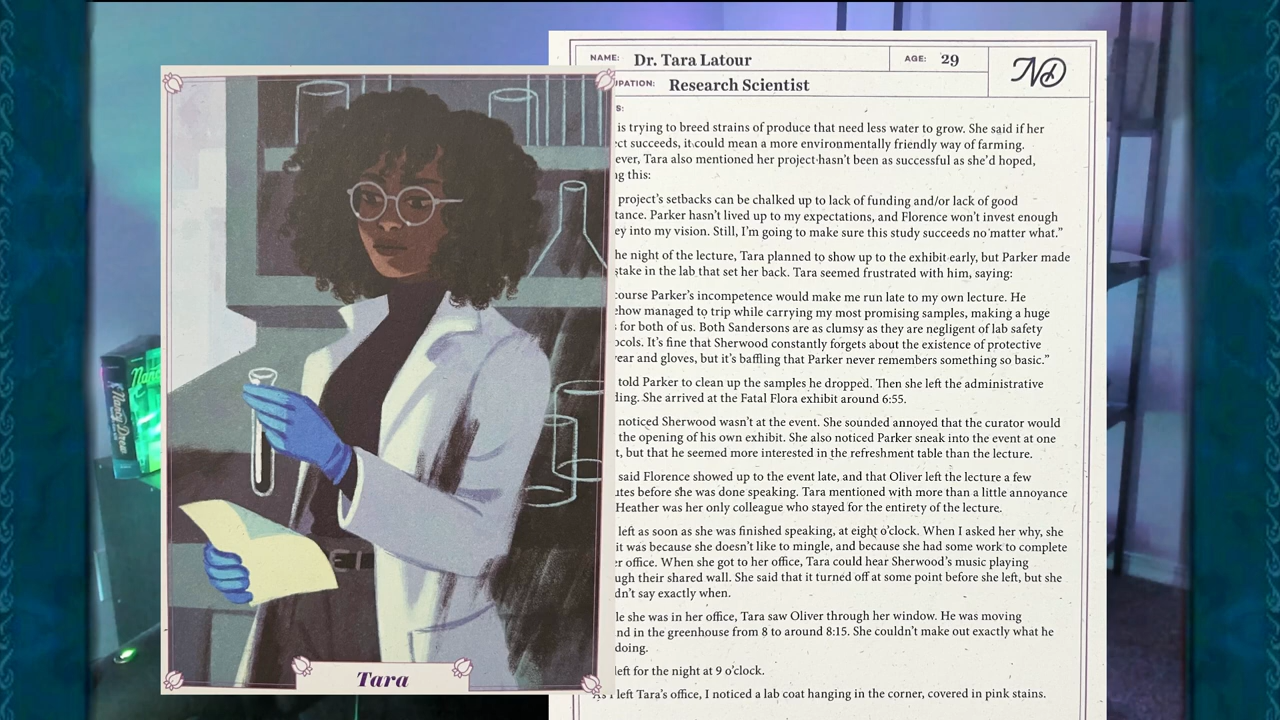 NAME: Dr. Tara Latour AGE: 29 ND
PATION: Research Scientist
S:
is trying to breed strains of produce that need less water to grow. She said if her
ct succeeds, it could mean a more environmentally friendly way of farming.
ever, Tara also mentioned her project hasn't been as successful as she'd hoped,
g this:
project's setbacks can be chalked up to lack of funding and/or lack of good
tance. Parker hasn't lived up to my expectations, and Florence won't invest enough
ey into my vision. Still, I'm going to make sure this study succeeds no matter what."
he night of the lecture, Tara planned to show up to the exhibit early, but Parker made
stake in the lab that set her back. Tara seemed frustrated with him, saying:
course Parker's incompetence would make me run late to my own lecture. He
ehow managed to trip while carrying my most promising samples, making a huge
for both of us. Both Sandersons are as clumsy as they are negligent of lab safety
ocols. It's fine that Sherwood constantly forgets about the existence of protective
ear and gloves, but it's baffling that Parker never remembers something so basic."
told Parker to clean up the samples he dropped. Then she left the administrative
ding. She arrived at the Fatal Flora exhibit around 6:55.
noticed Sherwood wasn't at the event. She sounded annoyed that the curator would
the opening of his own exhibit. She also noticed Parker sneak into the event at one
t, but that he seemed more interested in the refreshment table than the lecture.
said Florence showed up to the event late, and that Oliver left the lecture a few
utes before she was done speaking. Tara mentioned with more than a little annoyance
Heather was her only colleague who stayed for the entirety of the lecture.
left as soon as she was finished speaking, at eight o'clock. When I asked her why, she
it was because she doesn't like to mingle, and because she had some work to complete
r office. When she got to her office, Tara could hear Sherwood's music playing
ugh their shared wall. She said that it turned off at some point before she left, but she
dn't say exactly when.
le she was in her office, Tara saw Oliver through her window. He was moving
nd in the greenhouse from 8 to around 8:15. She couldn't make out exactly what he
doing.
left for the night at 9 o'clock.
As I left Tara's office, I noticed a lab coat hanging in the corner, covered in pink stains.
Tara
Nancy Drew